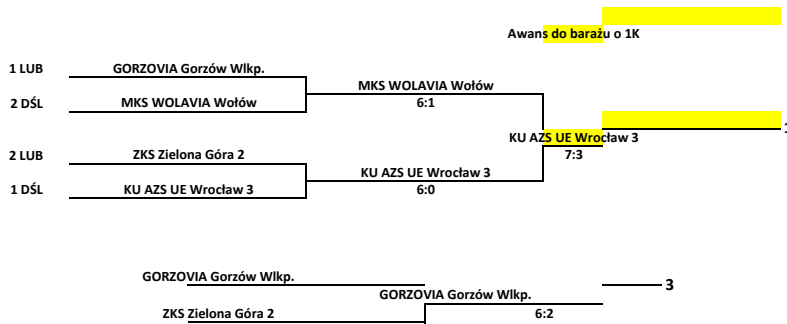 Awans do barażu o 1K
1 LUB GORZOVIA Gorzów Wlkp.
MKS WOLAVIA Wołów
2 DŚL MKS WOLAVIA Wołów 6:1
1
KU AZS UE Wrocław 3
2 LUB ZKS Zielona Góra 2 7:3
KU AZS UE Wrocław 3
1 DŚL KU AZS UE Wrocław 3 6:0
GORZOVIA Gorzów Wlkp. 3
GORZOVIA Gorzów Wlkp.
ZKS Zielona Góra 2 6:2